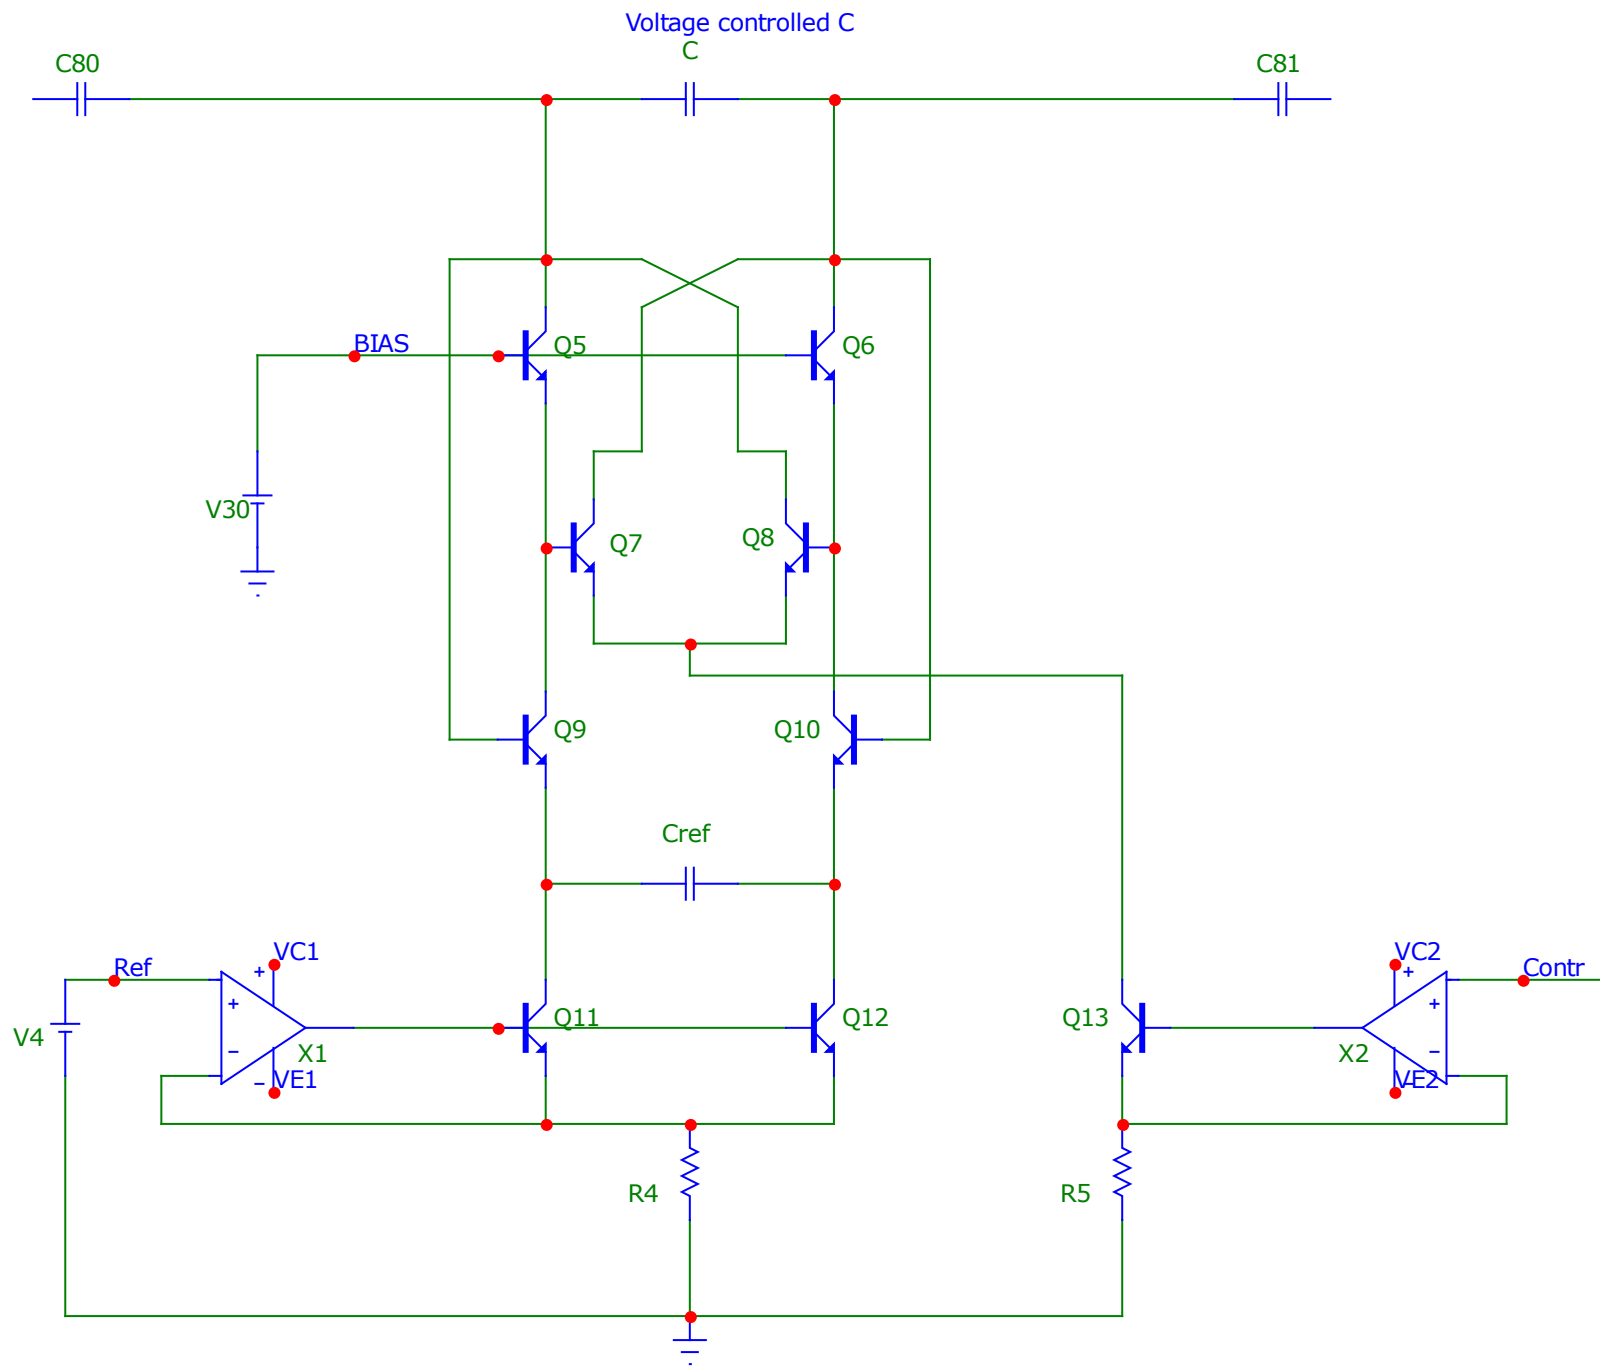 Voltage controlled C
C
C80
C81
BIAS
Q5
Q6
V30
Q7
Q8
Q9
Q10
Cref
Ref
VC1
VC2
Contr
+
+
+
+
V4
Q11
Q12
Q13
−
X1
X2
−
−
VE1
VE2
R4
R5